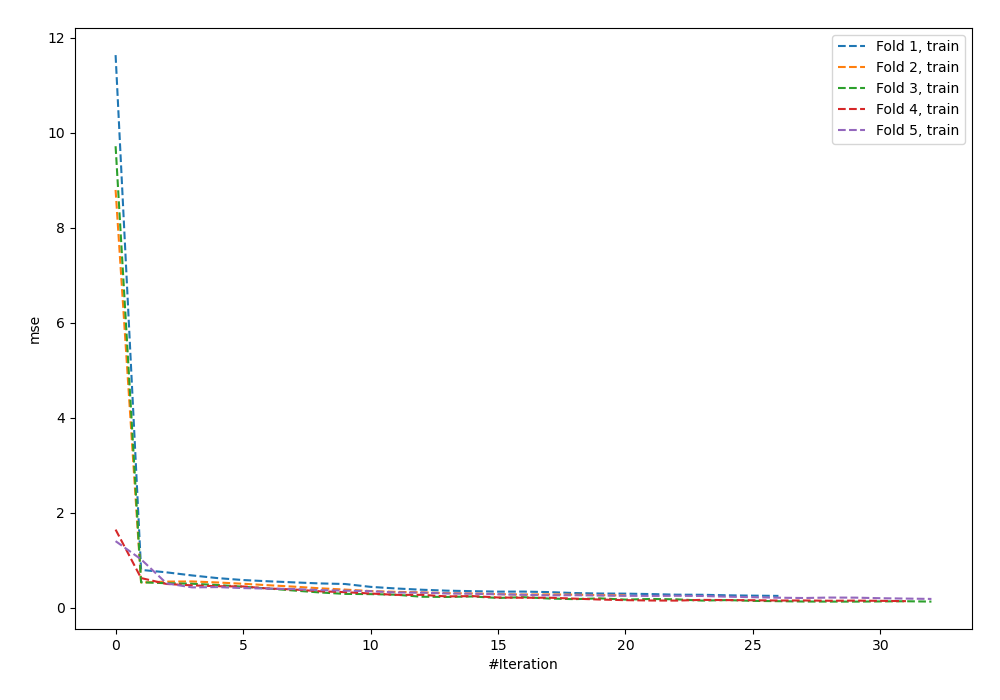 12
10
8
6
4
2
0
mse
0 5 10 15 20 25 30
#Iteration
Fold 1, train
Fold 2, train
Fold 3, train
Fold 4, train
Fold 5, train